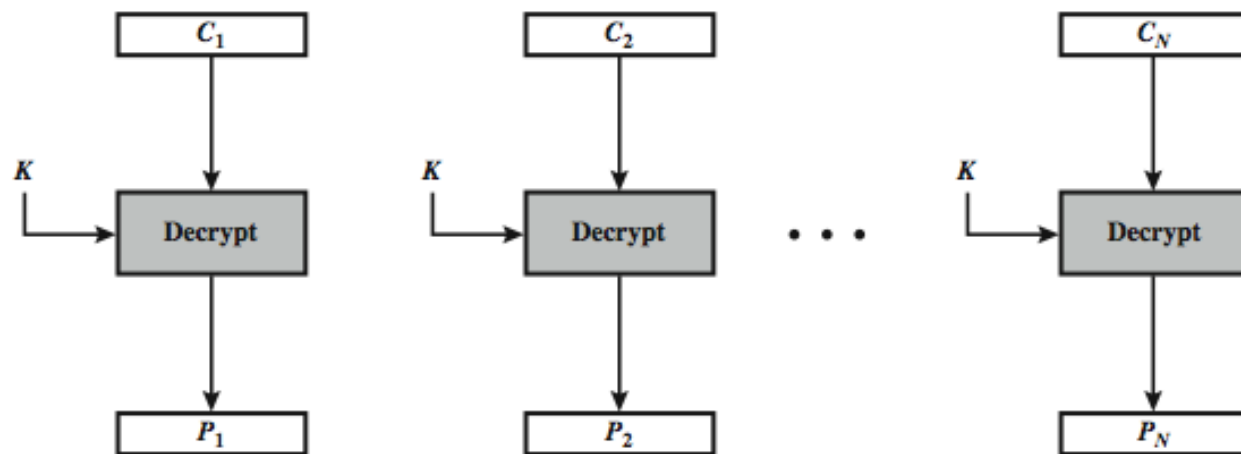 C1 C2 CN
K K K
Decrypt Decrypt • • • Decrypt
P1 P2 PN